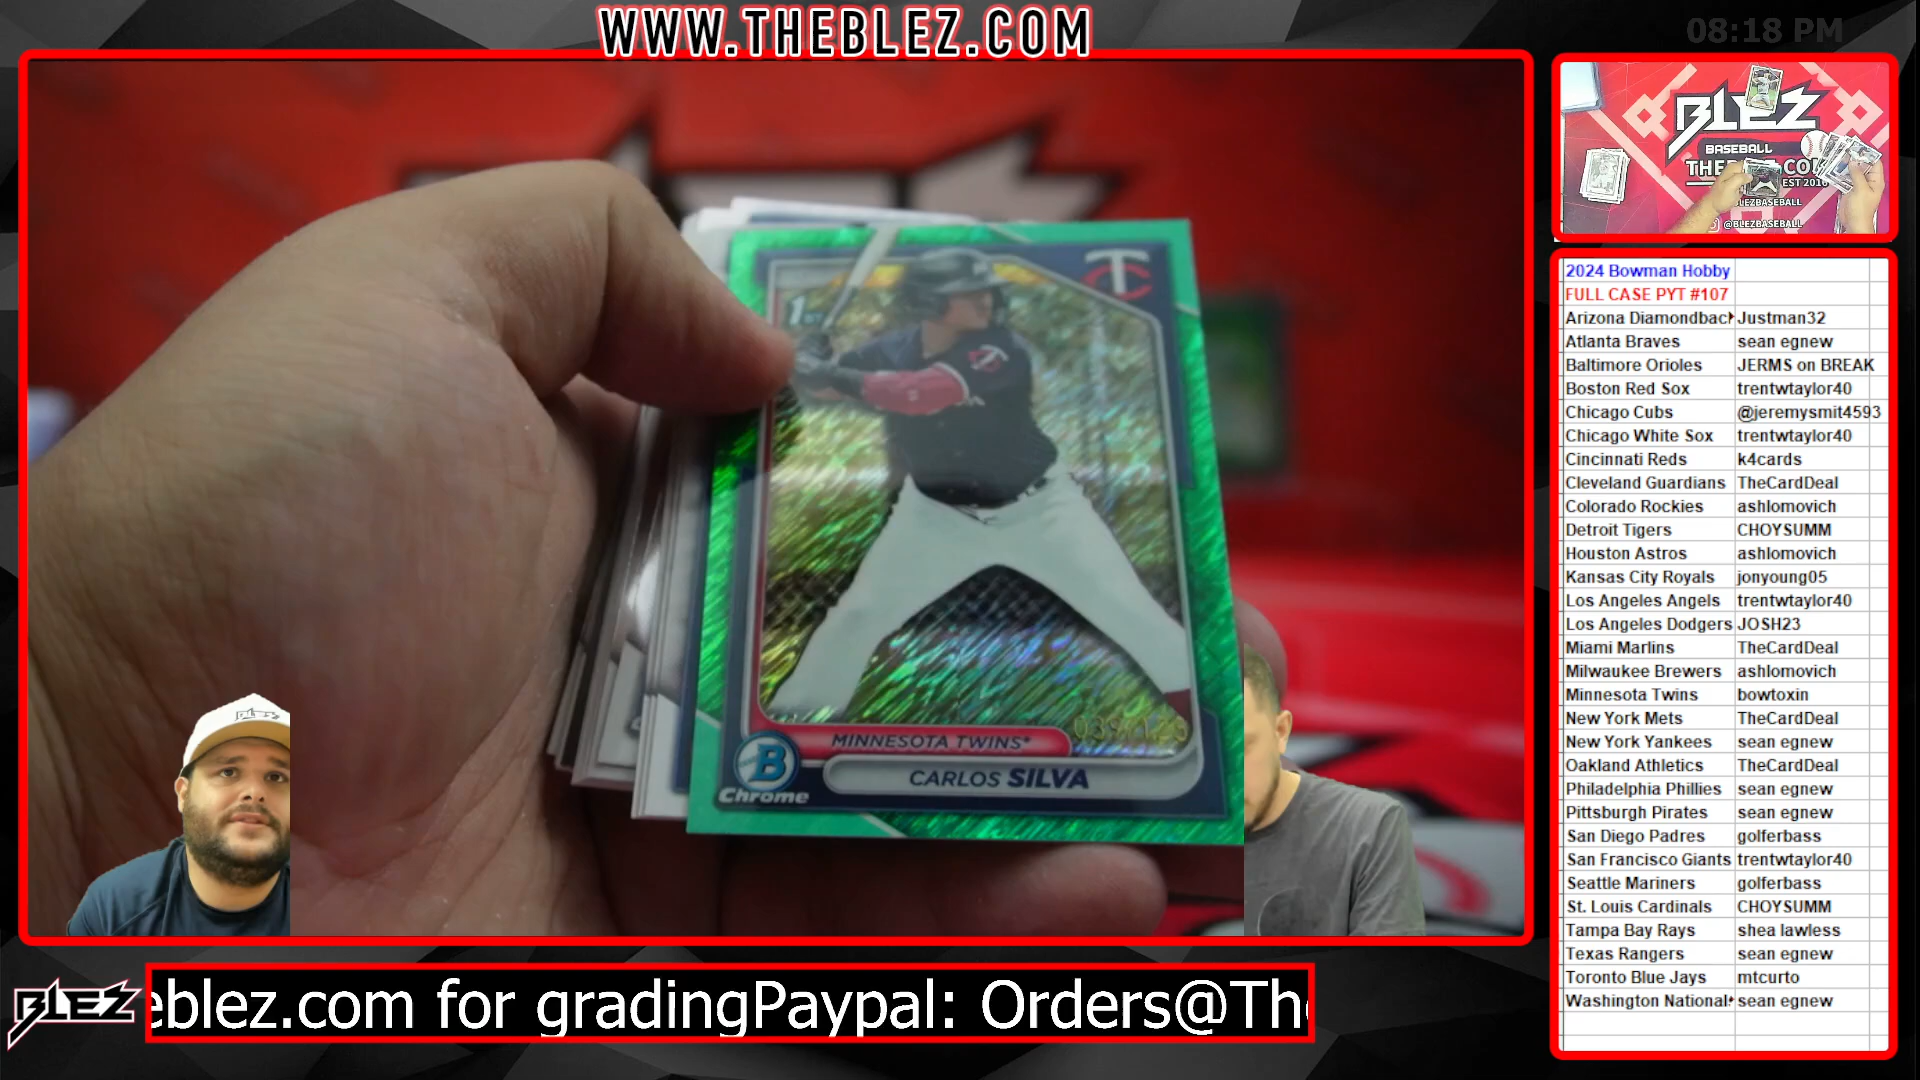 WWW.THEBLEZ.COM
08:18 PM
BLEZ
BASEBALL
EST 2016
@BLEZBASEBALL
TC
1ST
MINNESOTA TWINS
CARLOS SILVA
B
Chrome
2024 Bowman Hobby
FULL CASE PYT #107
Arizona Diamondback Justman32
Atlanta Braves sean egnew
Baltimore Orioles JERMS on BREAK
Boston Red Sox trentwtaylor40
Chicago Cubs @jeremysmit4593
Chicago White Sox trentwtaylor40
Cincinnati Reds k4cards
Cleveland Guardians TheCardDeal
Colorado Rockies ashlomovich
Detroit Tigers CHOYSUMM
Houston Astros ashlomovich
Kansas City Royals jonyoung05
Los Angeles Angels trentwtaylor40
Los Angeles Dodgers JOSH23
Miami Marlins TheCardDeal
Milwaukee Brewers ashlomovich
Minnesota Twins bowtoxin
New York Mets TheCardDeal
New York Yankees sean egnew
Oakland Athletics TheCardDeal
Philadelphia Phillies sean egnew
Pittsburgh Pirates sean egnew
San Diego Padres golferbass
San Francisco Giants trentwtaylor40
Seattle Mariners golferbass
St. Louis Cardinals CHOYSUMM
Tampa Bay Rays shea lawless
Texas Rangers sean egnew
Toronto Blue Jays mtcurto
Washington National sean egnew
BLEZ
eblez.com for gradingPaypal: Orders@The